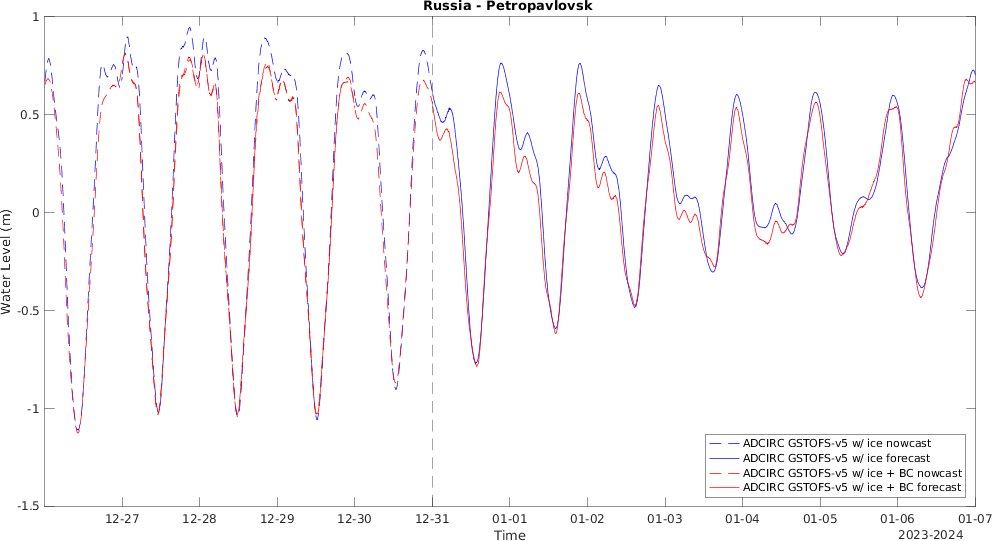 Russia - Petropavlovsk
1
0.5
0
-0.5
-1
-1.5
Water Level (m)
ADCIRC GSTOFS-v5 w/ ice nowcast
ADCIRC GSTOFS-v5 w/ ice forecast
ADCIRC GSTOFS-v5 w/ ice + BC nowcast
ADCIRC GSTOFS-v5 w/ ice + BC forecast
12-27 12-28 12-29 12-30 12-31 01-01 01-02 01-03 01-04 01-05 01-06 01-07
Time
2023-2024